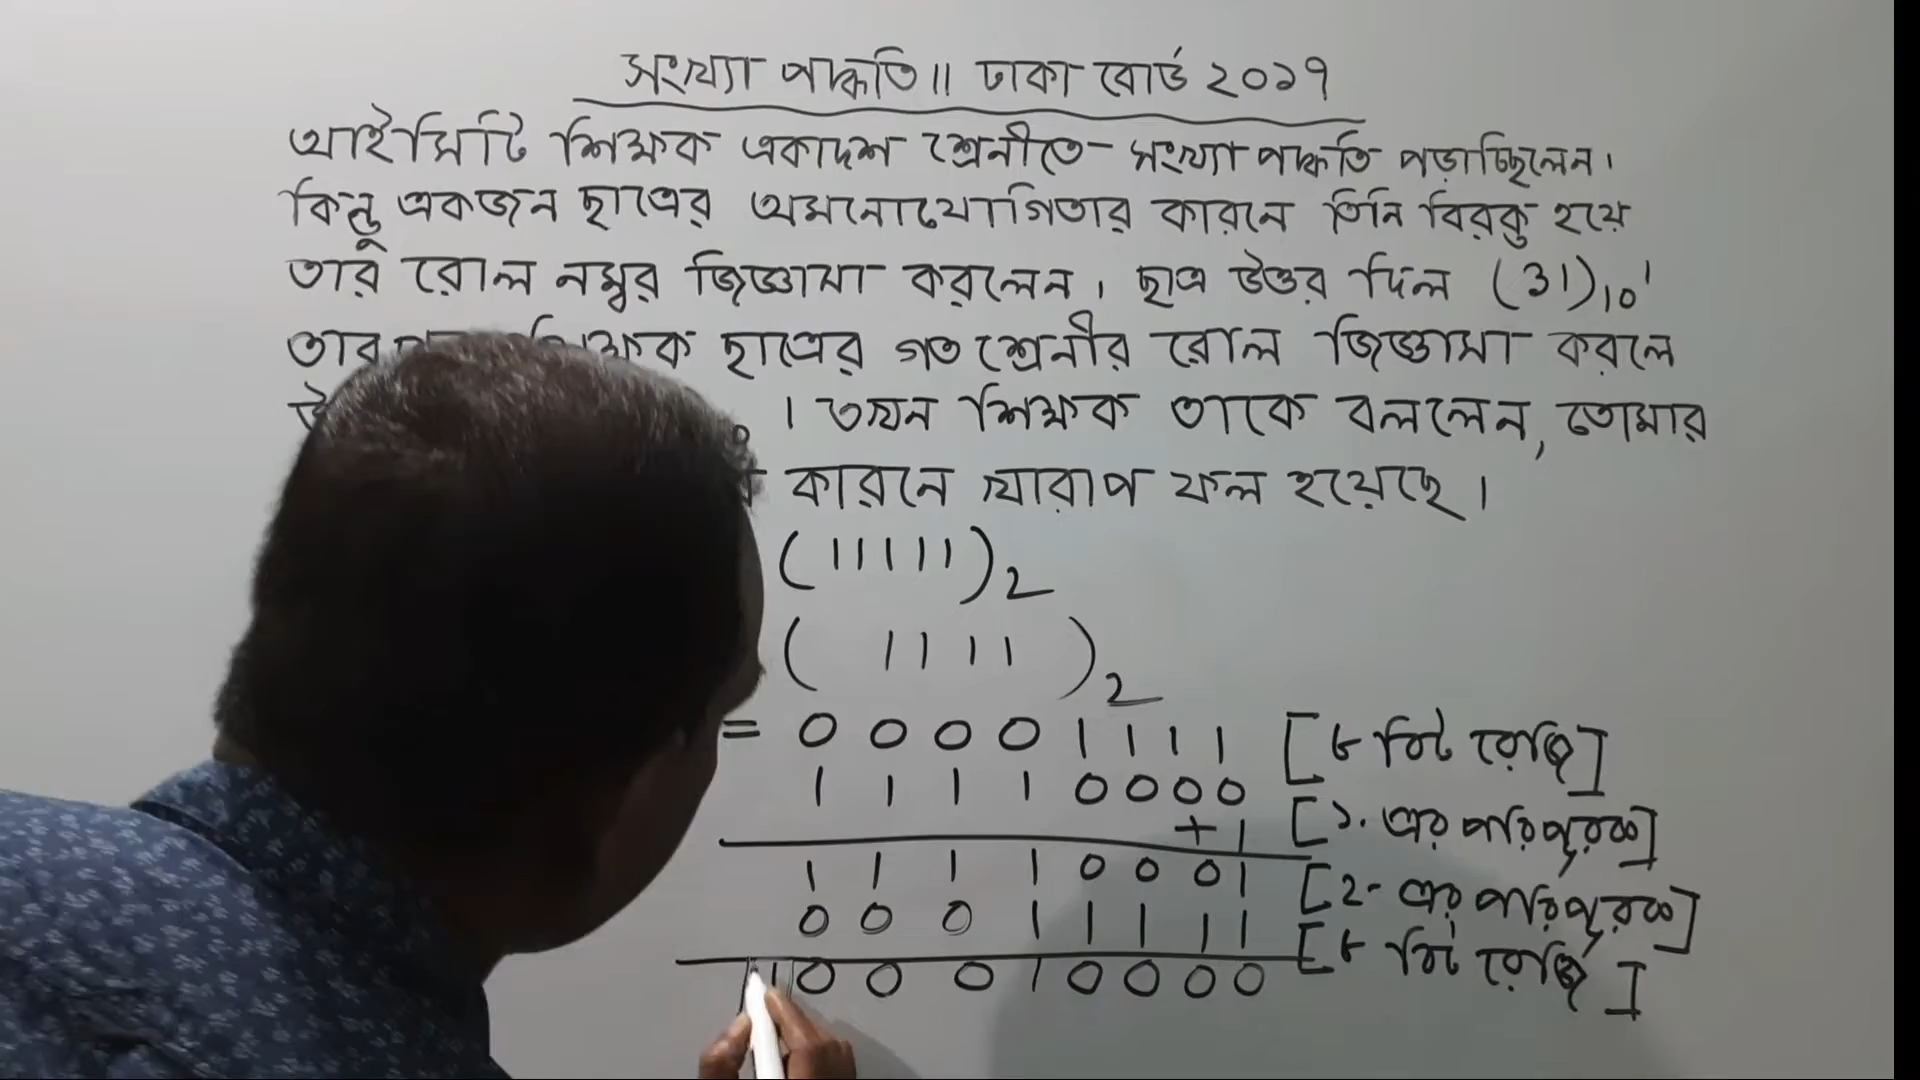 সংখ্যা পদ্ধতি ॥ ঢাকা বোর্ড ২০১৭
আইসিটি শিক্ষক একাদশ শ্রেনীতে সংখ্যা পদ্ধতি পড়াচ্ছিলেন।
কিন্তু একজন ছাত্রের অমনোযোগিতার কারনে তিনি বিরক্ত হয়ে
তার রোল নম্বর জিজ্ঞাসা করলেন। ছাত্র উত্তর দিল (31)₁₀।
ছাত্রের গত শ্রেনীর রোল জিজ্ঞাসা করলে
। তখন শিক্ষক তাকে বললেন, তোমার
কারনে খারাপ ফল হয়েছে।
(11111)₂
(1111)₂
= 0 0 0 0 1 1 1 1 [৮ বিট রেজিঃ]
1 1 1 1 0 0 0 0 [১. এর পরিপূরক]
+ 1
1 1 1 1 0 0 0 1 [2- এর পরিপূরক]
0 0 0 1 1 1 1 1 [৮ বিট রেজিঃ]
1 0 0 0 1 0 0 0 0